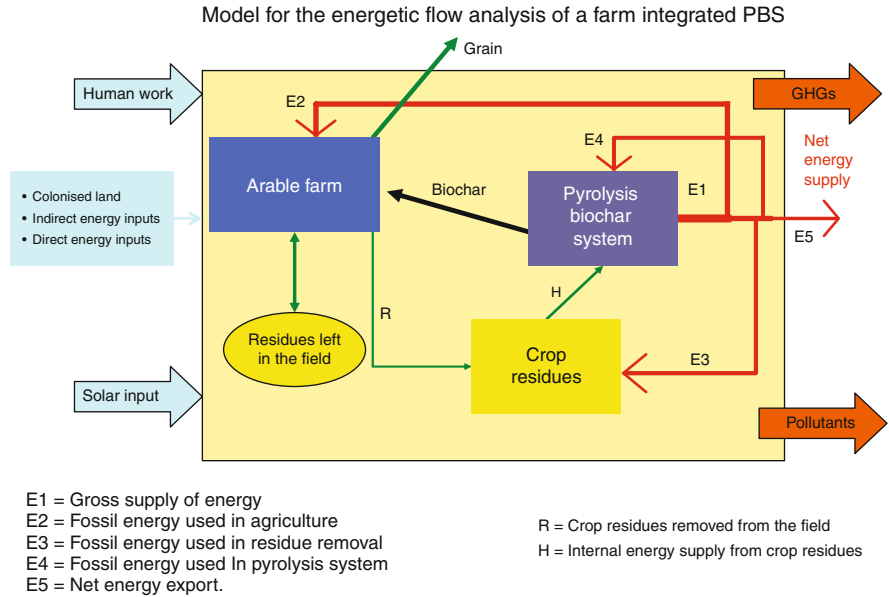 Model for the energetic flow analysis of a farm integrated PBS
Grain
Human work
GHGs
E2
E4
Net
energy
supply
Arable farm
Biochar
Pyrolysis
biochar
system
E1
• Colonised land
• Indirect energy inputs
• Direct energy inputs
E5
H
R
Residues left
in the field
Crop
residues
E3
Solar input
Pollutants
E1 = Gross supply of energy
E2 = Fossil energy used in agriculture
E3 = Fossil energy used in residue removal
E4 = Fossil energy used In pyrolysis system
E5 = Net energy export.
R = Crop residues removed from the field
H = Internal energy supply from crop residues